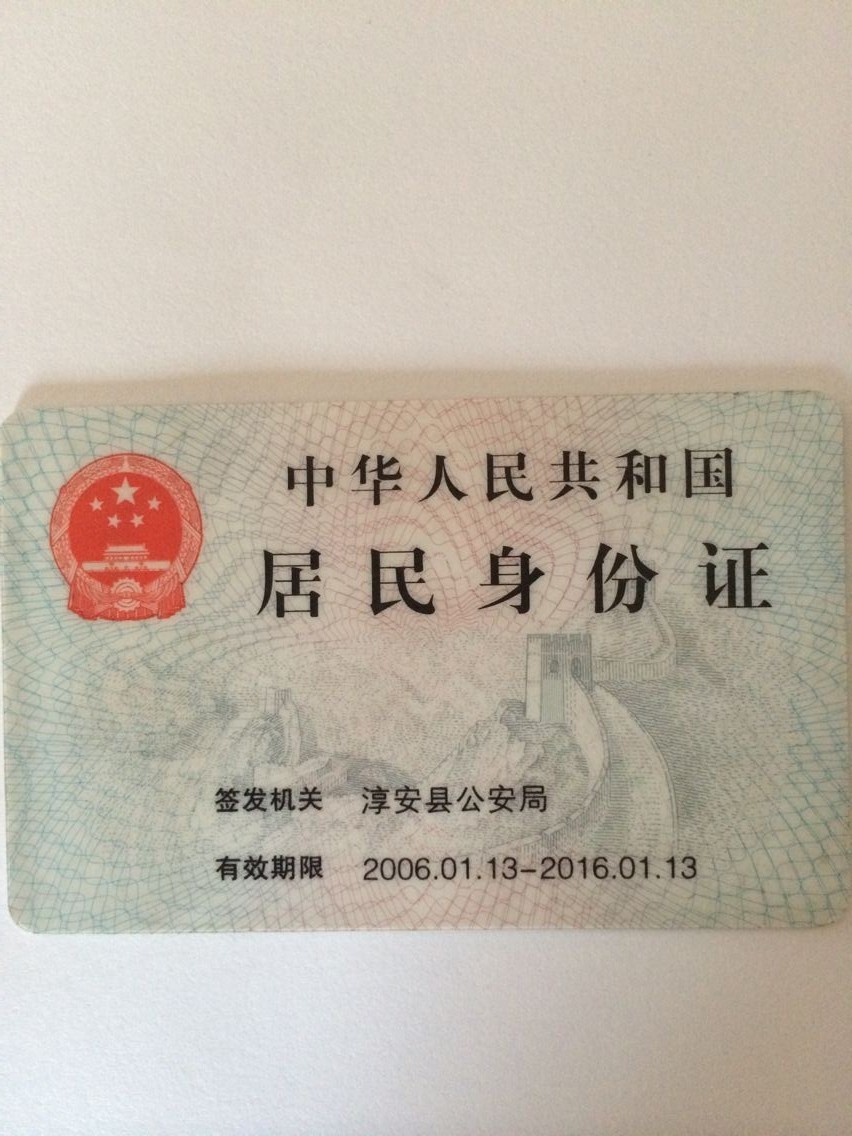 中华人民共和国
居民身份证
签发机关 淳安县公安局
有效期限 2006.01.13-2016.01.13